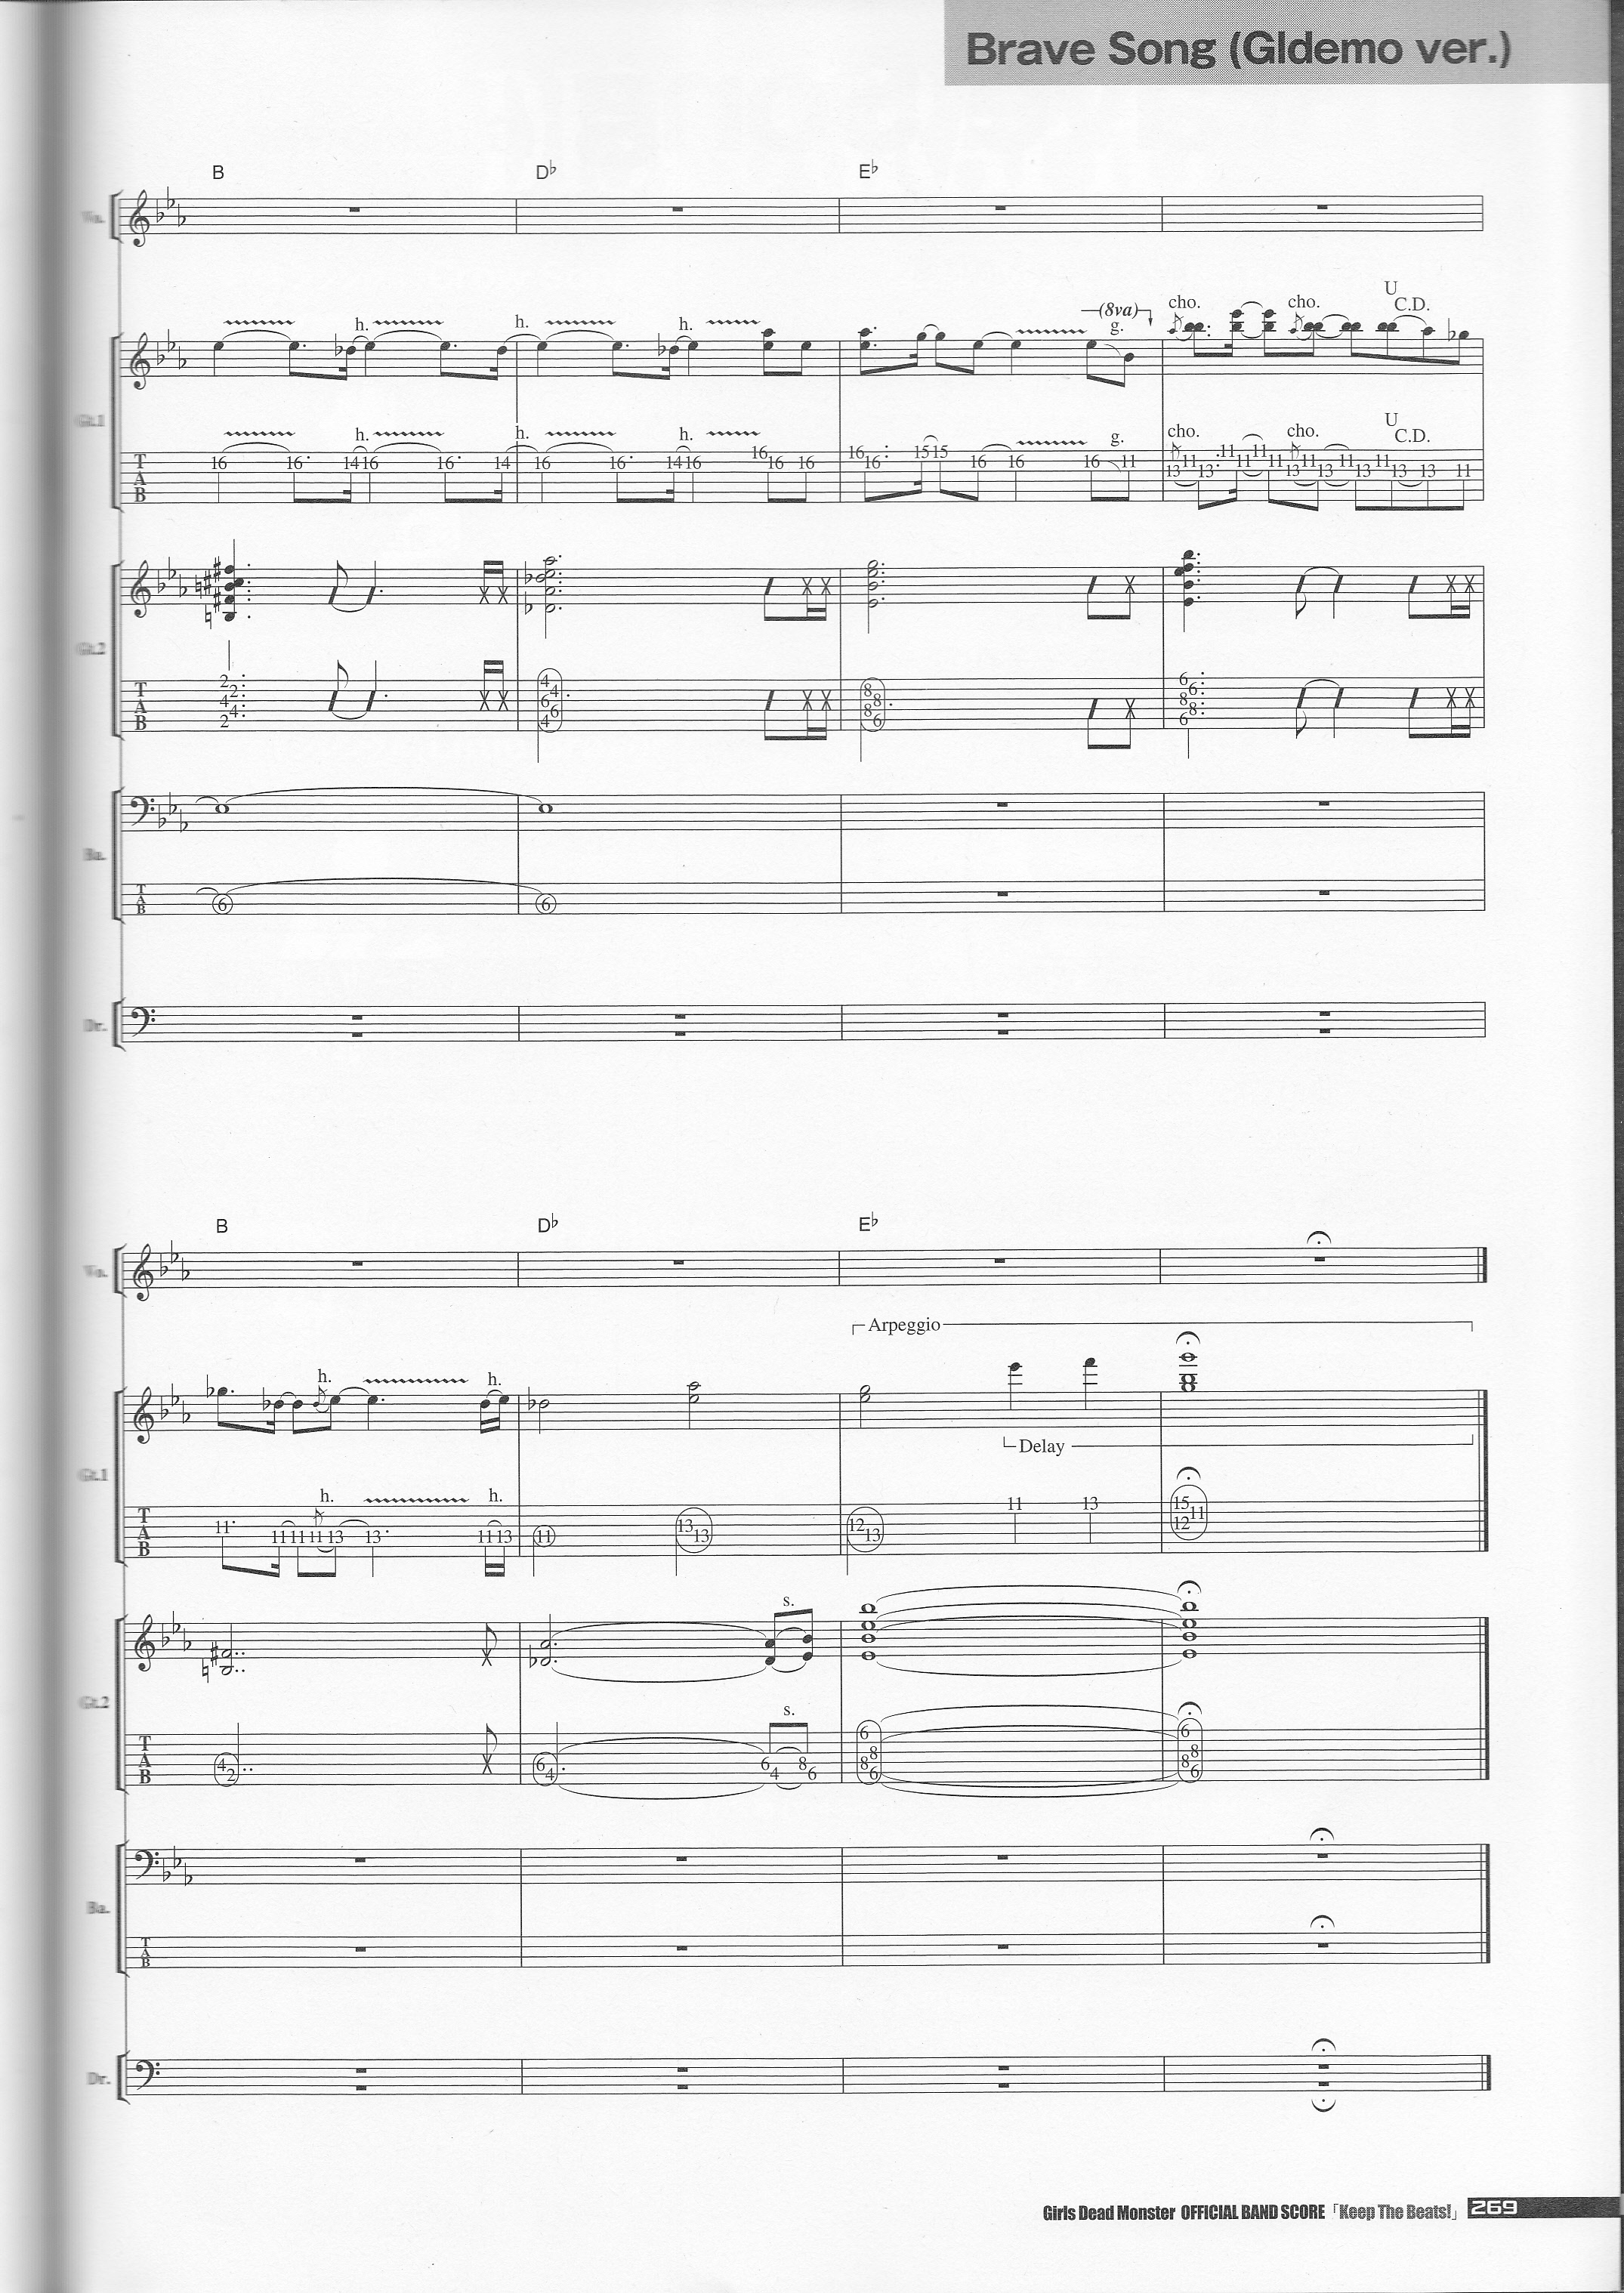 Brave Song (Gldemo ver.)
B D♭ E♭
Vo.
(8va) cho. cho. U C.D.
h. h. h. h. g.
Gt.1
cho. cho. U C.D.
h. h. h. g.
T A B 16 16. 14 16 16. 14 16 16. 14 16 16 16 16 16 16. 15 15 16 16 16 11 13 11 13. 11 11 11 11 13 11 13 11 13 11 13 13 11
Gt.2
T A B 2 2 4 4 2 4 4 6 6 4 8 8 8 6 6 6 8 8 6
Ba.
T A B 6 6
Dr.
B D♭ E♭
Vo.
Arpeggio
h. h.
Delay
Gt.1
h. h.
T A B 11. 11 11 11 13 13. 11 13 11 13 13 12 13 11 13 15 11 12
s.
Gt.2
s.
T A B 4 2 6 4 6 4 8 6 6 8 8 6 6 8 8 6
Ba.
T A B
Dr.
Girls Dead Monster OFFICIAL BAND SCORE「Keep The Beats!」 269